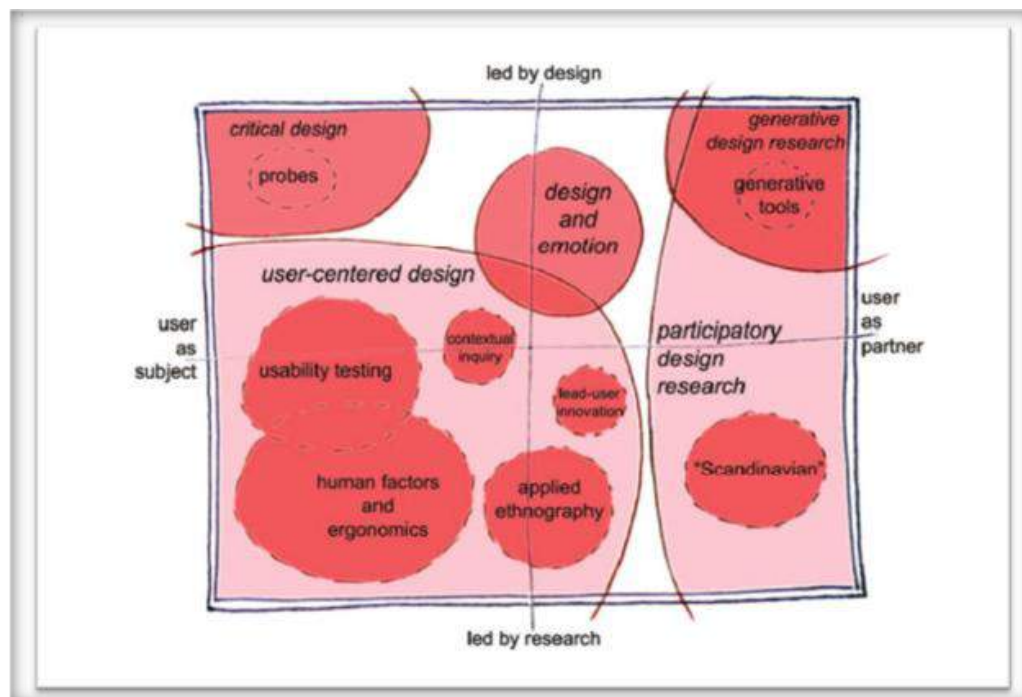 led by design
critical design
probes
generative
design research
generative
tools
design
and
emotion
user-centered design
user
as
subject
usability testing
contextual
inquiry
lead-user
innovation
participatory
design
research
user
as
partner
human factors
and
ergonomics
applied
ethnography
"Scandinavian"
led by research